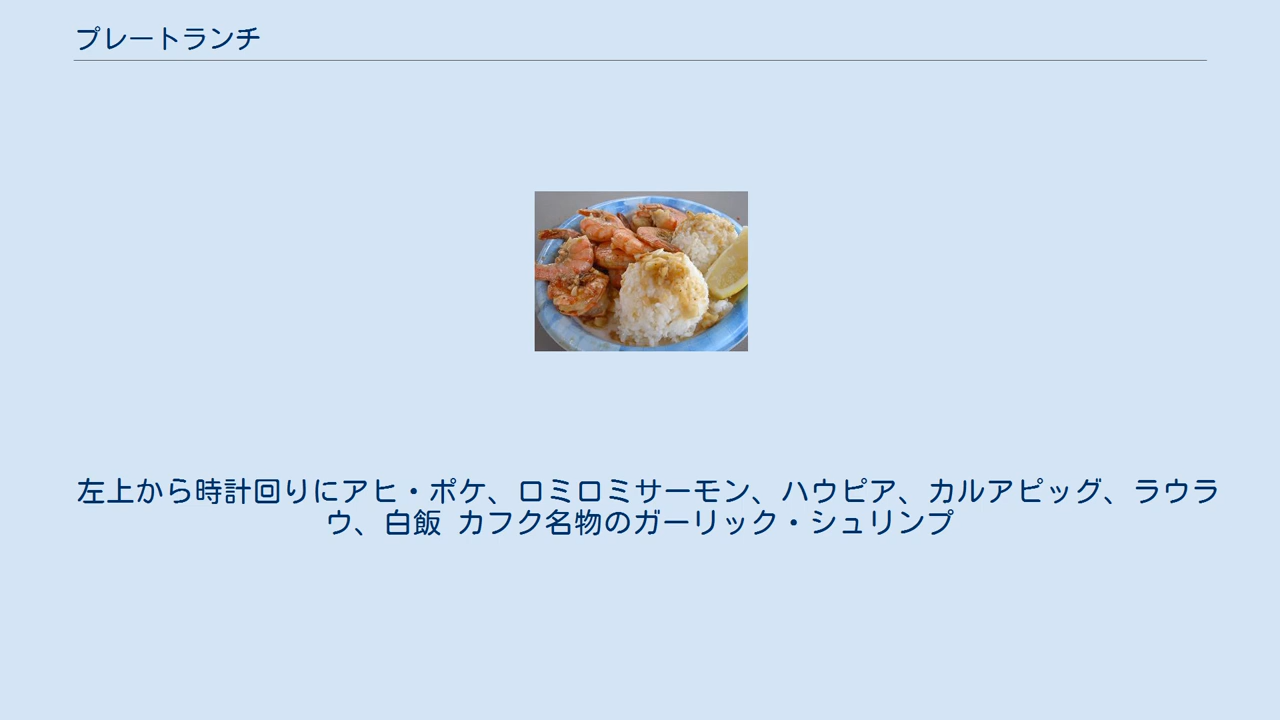 プレートランチ
左上から時計回りにアヒ・ポケ、ロミロミサーモン、ハウピア、カルアピッグ、ラウラ
ウ、白飯 カフク名物のガーリック・シュリンプ